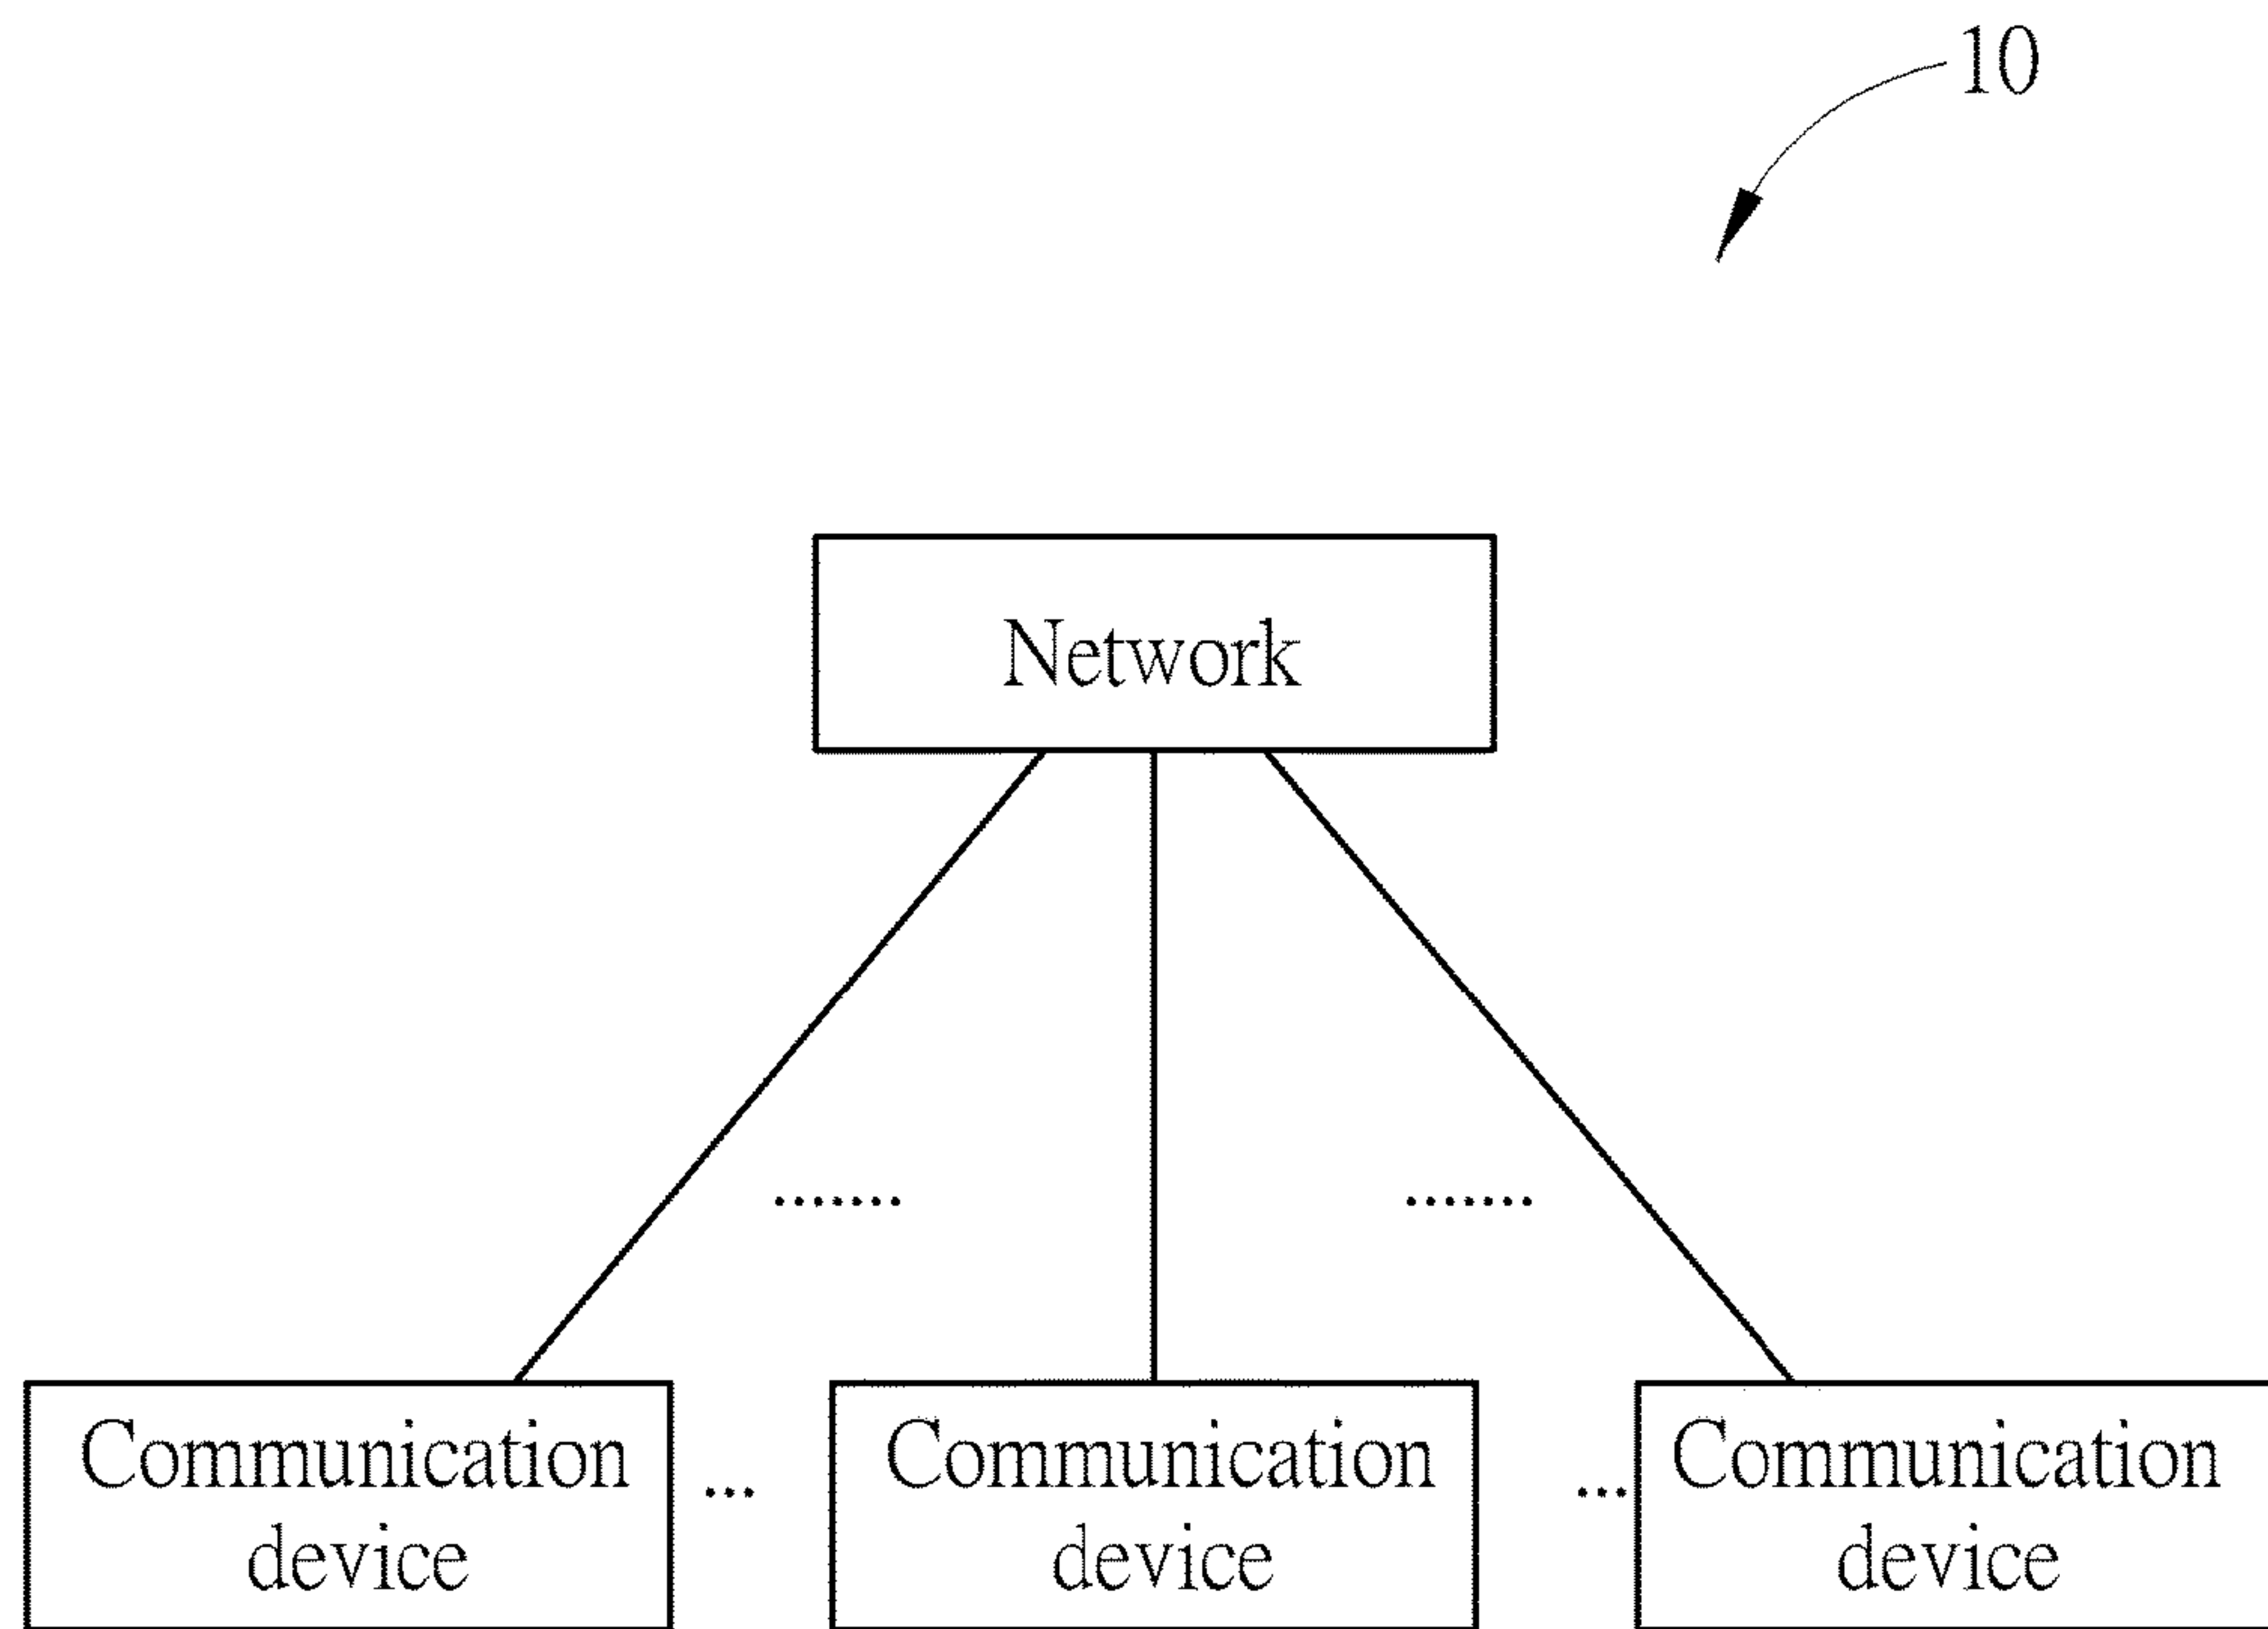 10
Network
Communication
device
Communication
device
Communication
device